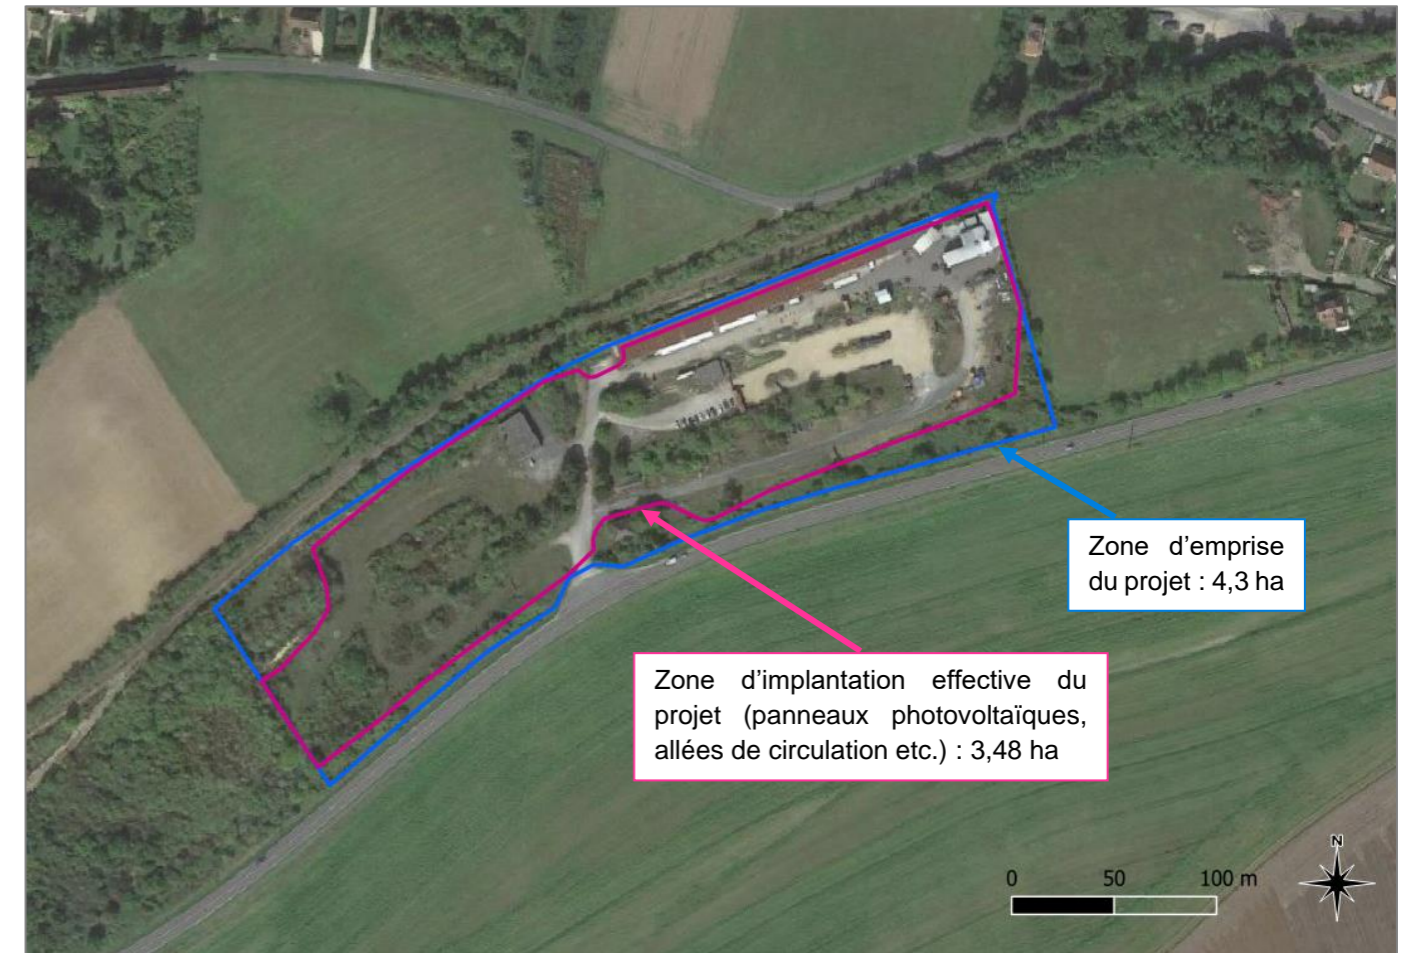 Zone d’emprise
du projet : 4,3 ha
Zone d’implantation effective du
projet (panneaux photovoltaïques,
allées de circulation etc.) : 3,48 ha
N
0 50 100 m